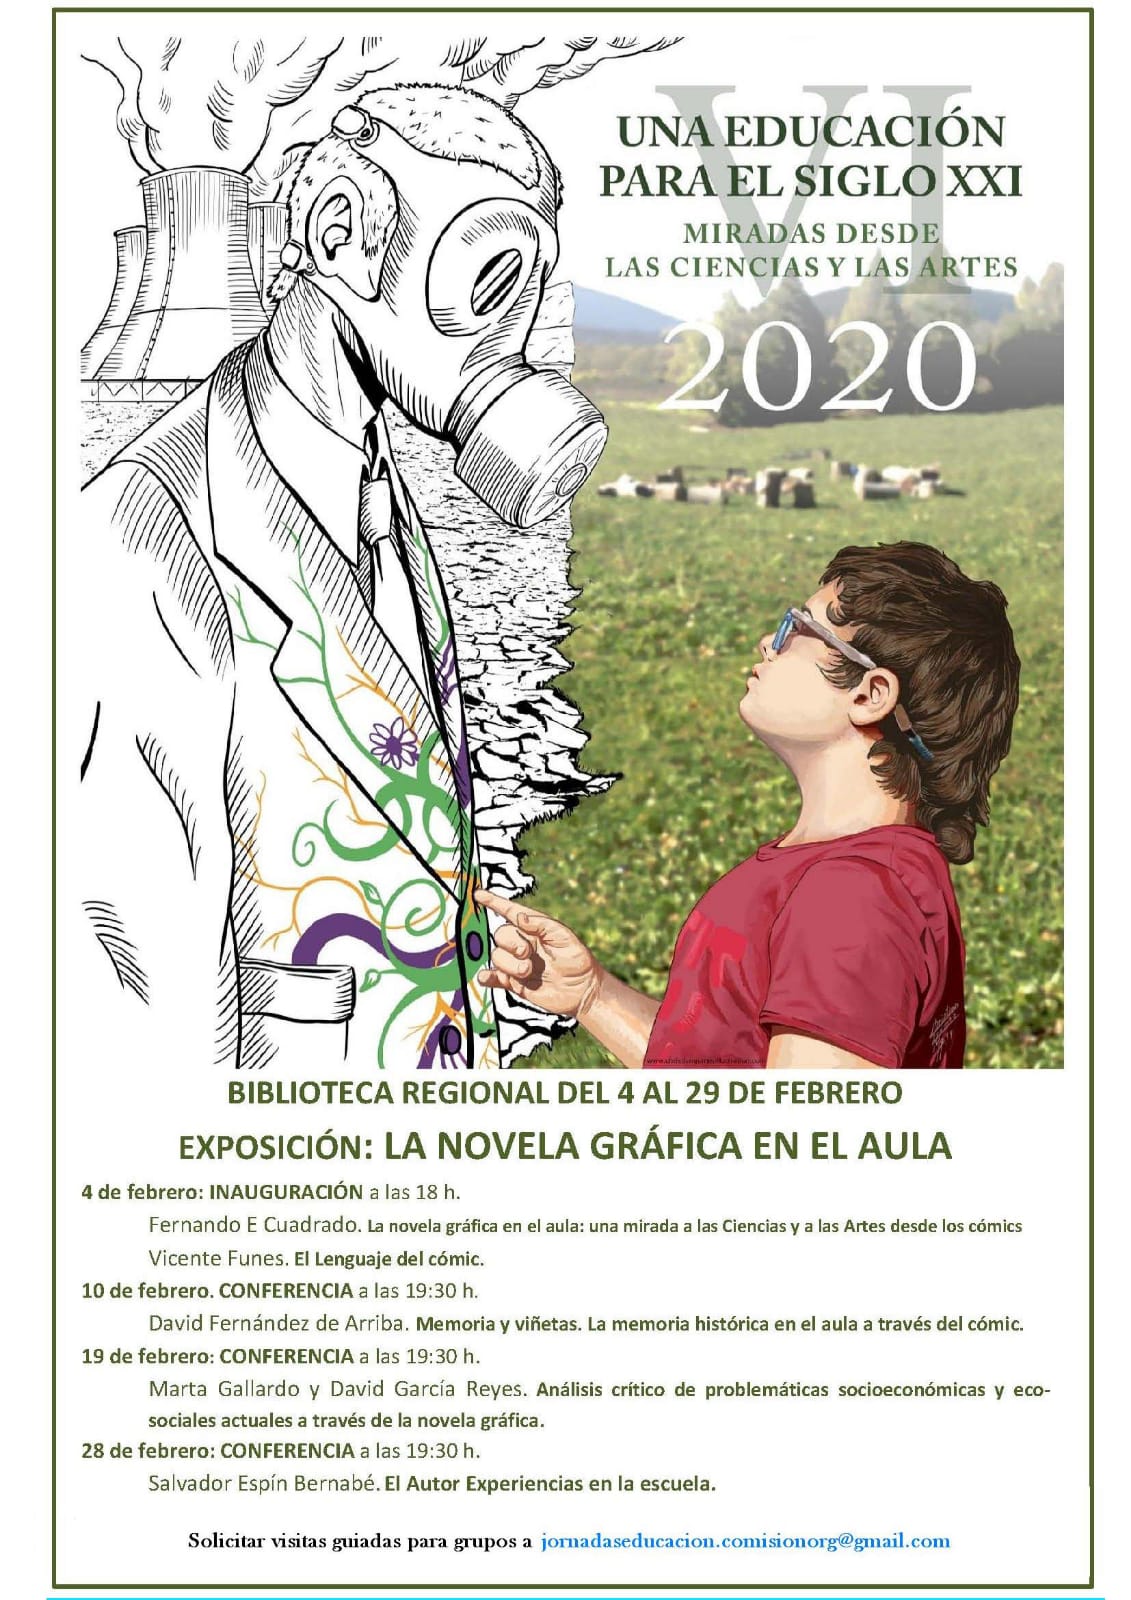 VI
UNA EDUCACIÓN
PARA EL SIGLO XXI
MIRADAS DESDE
LAS CIENCIAS Y LAS ARTES
2020
BIBLIOTECA REGIONAL DEL 4 AL 29 DE FEBRERO
EXPOSICIÓN: LA NOVELA GRÁFICA EN EL AULA
4 de febrero: INAUGURACIÓN a las 18 h.
Fernando E Cuadrado. La novela gráfica en el aula: una mirada a las Ciencias y a las Artes desde los cómics
Vicente Funes. El Lenguaje del cómic.
10 de febrero. CONFERENCIA a las 19:30 h.
David Fernández de Arriba. Memoria y viñetas. La memoria histórica en el aula a través del cómic.
19 de febrero: CONFERENCIA a las 19:30 h.
Marta Gallardo y David García Reyes. Análisis crítico de problemáticas socioeconómicas y eco-
sociales actuales a través de la novela gráfica.
28 de febrero: CONFERENCIA a las 19:30 h.
Salvador Espín Bernabé. El Autor Experiencias en la escuela.
Solicitar visitas guiadas para grupos a jornadaseducacion.comisionorg@gmail.com